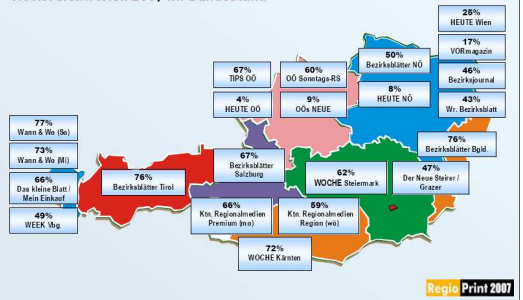 25%
HEUTE Wien
17%
VORmagazin
50%
Bezirksblätter NÖ
46%
Bezirksjournal
67%
TIPS OÖ
60%
OÖ Sonntags-RS
8%
HEUTE NÖ
43%
Wr. Bezirksblatt
4%
HEUTE OÖ
9%
OÖs NEUE
77%
Wann & Wo (So)
76%
Bezirksblätter Bgld.
73%
Wann & Wo (Mi)
67%
Bezirksblätter
Salzburg
62%
WOCHE Steiermark
47%
Der Neue Steirer /
Grazer
66%
Das kleine Blatt /
Mein Einkauf
76%
Bezirksblätter Tirol
49%
WEEK Vbg.
66%
Ktn. Regionalmedien
Premium (mo)
59%
Ktn. Regionalmedien
Region (wö)
72%
WOCHE Kärnten
Regio Print 2007